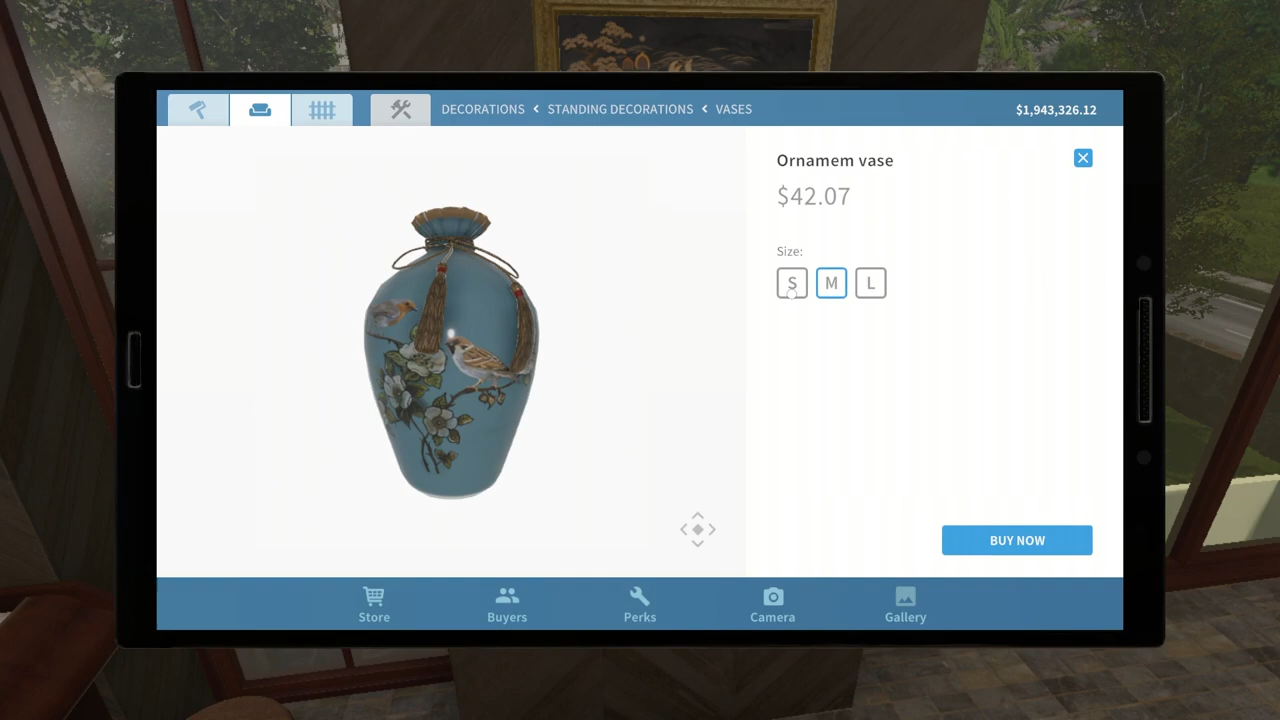 DECORATIONS < STANDING DECORATIONS < VASES
$1,943,326.12
Ornamem vase
$42.07
Size:
S M L
BUY NOW
Store Buyers Perks Camera Gallery